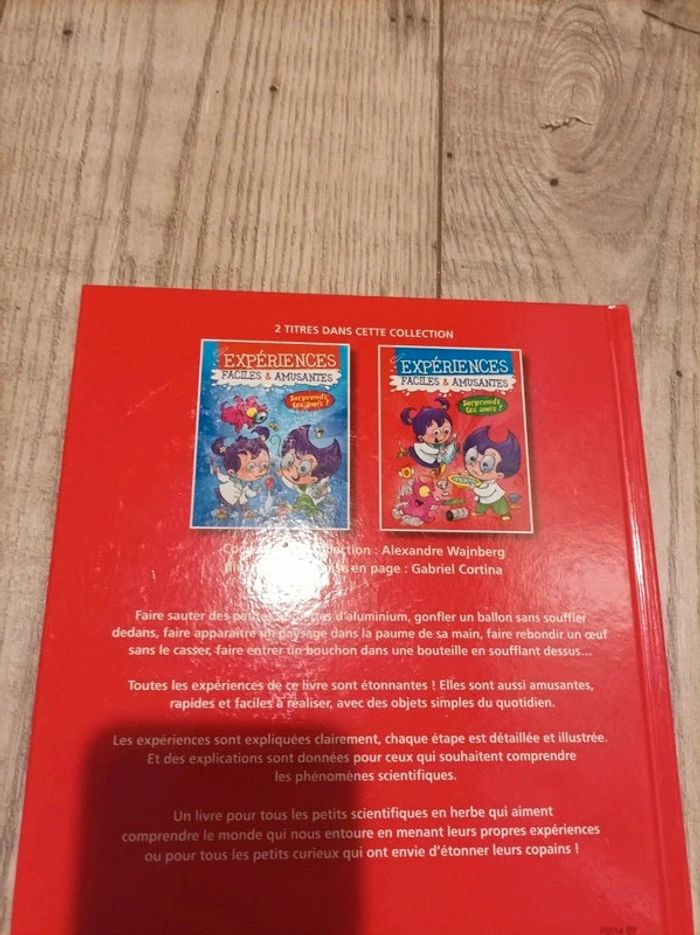 2 TITRES DANS CETTE COLLECTION
EXPÉRIENCES
FACILES & AMUSANTES
Surprends
tes amis !
EXPÉRIENCES
FACILES & AMUSANTES
Surprends
tes amis !
: Alexandre Wajnberg
en page : Gabriel Cortina
Faire sauter des d'aluminium, gonfler un ballon sans souffler
dedans, faire apparaître un paysage dans la paume de sa main, faire rebondir un œuf
sans le casser, faire entrer un bouchon dans une bouteille en soufflant dessus...
Toutes les expériences de ce livre sont étonnantes ! Elles sont aussi amusantes,
rapides et faciles à réaliser, avec des objets simples du quotidien.
Les expériences sont expliquées clairement, chaque étape est détaillée et illustrée.
Et des explications sont données pour ceux qui souhaitent comprendre
les phénomènes scientifiques.
Un livre pour tous les petits scientifiques en herbe qui aiment
comprendre le monde qui nous entoure en menant leurs propres expériences
ou pour tous les petits curieux qui ont envie d'étonner leurs copains !